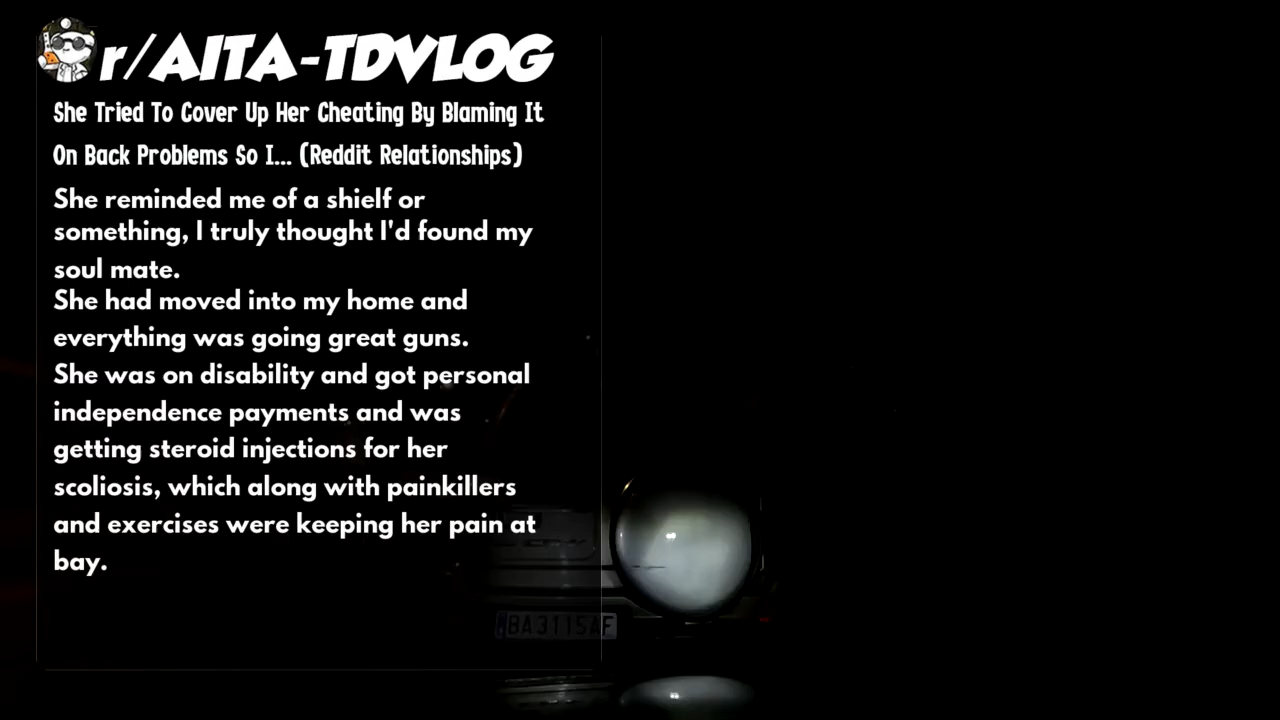 r/AITA-TDVLOG
She Tried To Cover Up Her Cheating By Blaming It
On Back Problems So I... (Reddit Relationships)
She reminded me of a shielf or
something, I truly thought I'd found my
soul mate.
She had moved into my home and
everything was going great guns.
She was on disability and got personal
independence payments and was
getting steroid injections for her
scoliosis, which along with painkillers
and exercises were keeping her pain at
bay.
BA3115AF